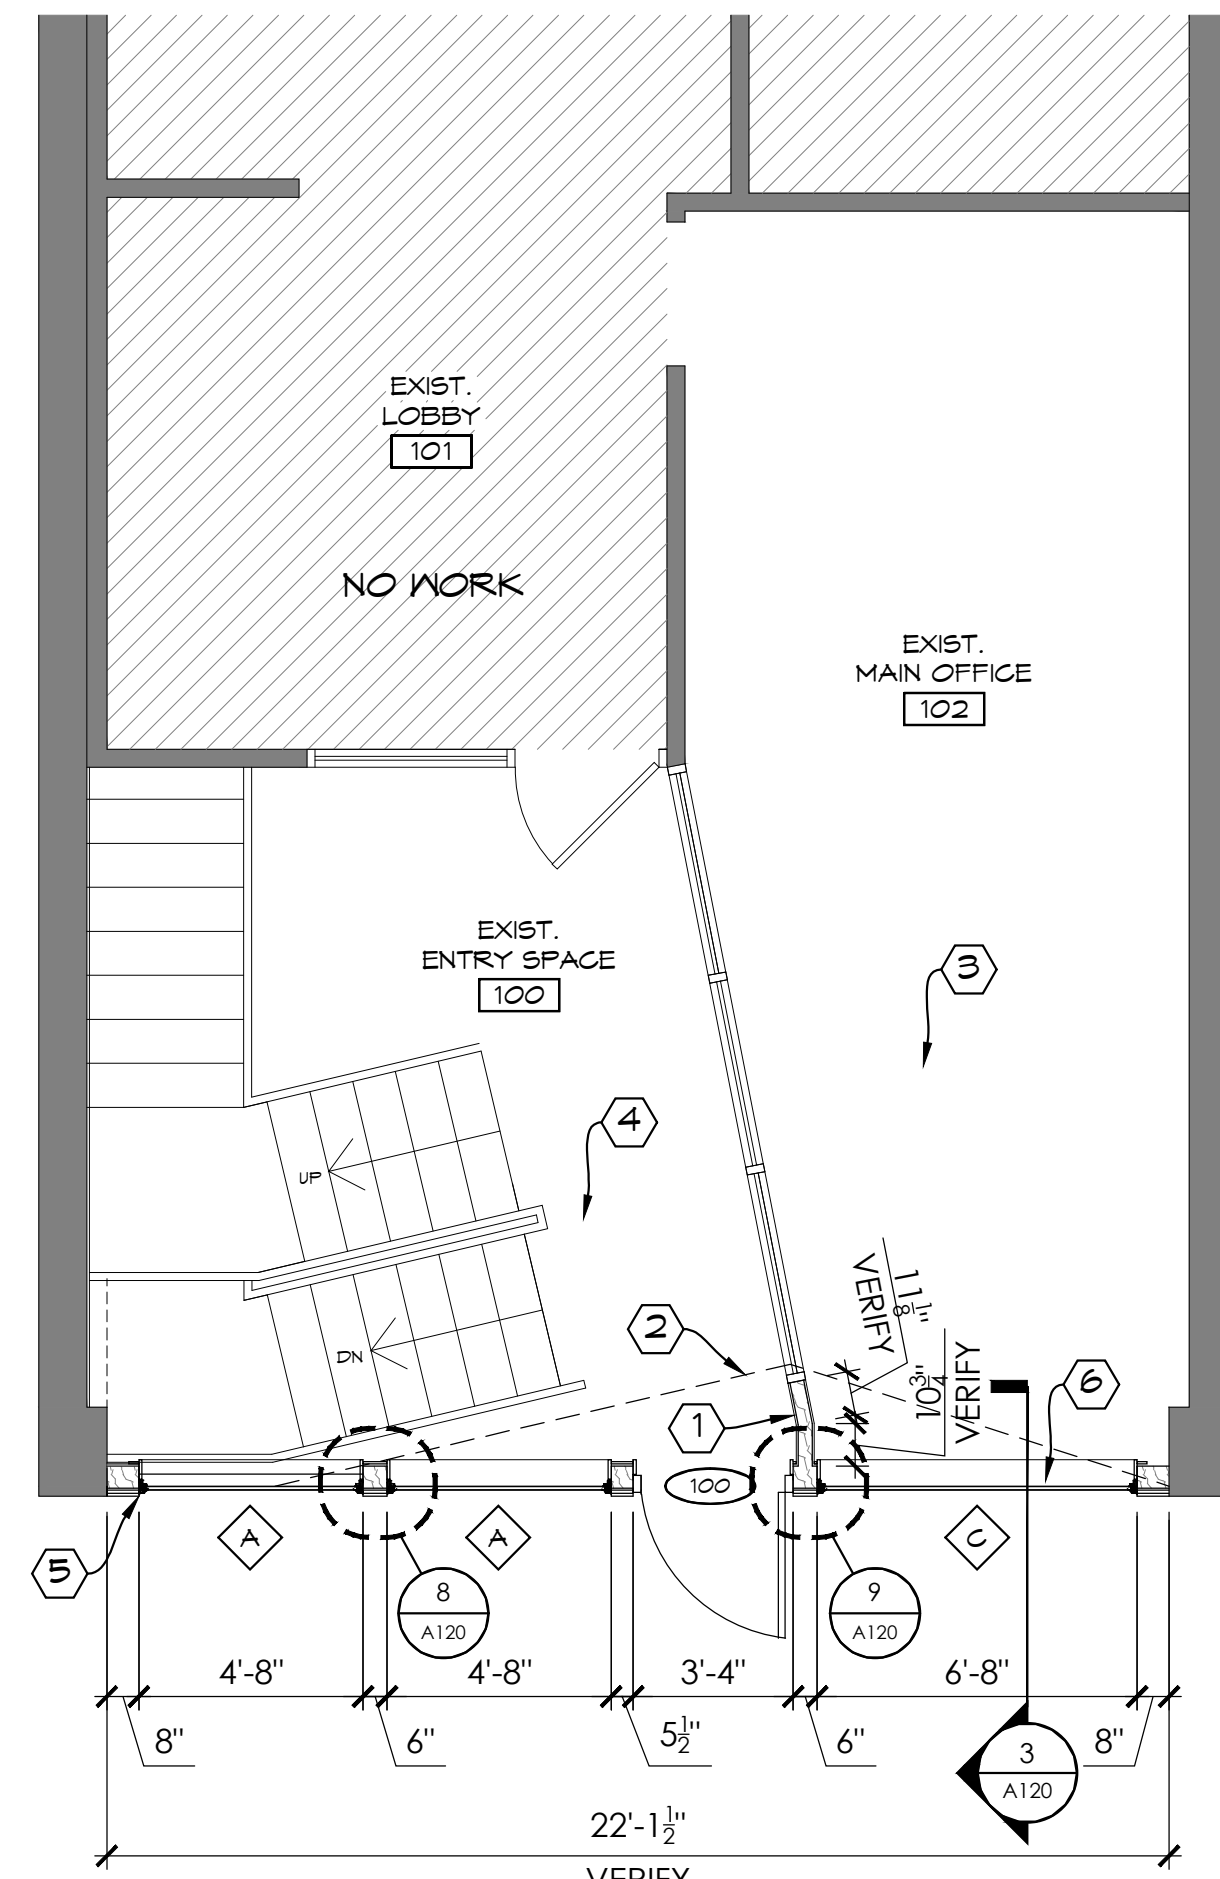 EXIST.
LOBBY
101
NO WORK
EXIST.
MAIN OFFICE
102
EXIST.
ENTRY SPACE
100
3
4
UP
DN
2
11 1/8"
VERIFY
10 3/4"
VERIFY
6
1
100
5
A
A
C
8
A120
9
A120
4'-8"
4'-8"
3'-4"
6'-8"
8"
6"
5 1/2"
6"
8"
3
A120
22'-1 1/2"
VERIFY